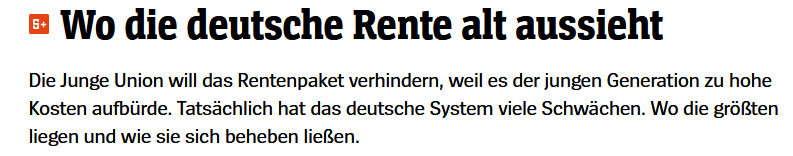 S+ Wo die deutsche Rente alt aussieht
Die Junge Union will das Rentenpaket verhindern, weil es der jungen Generation zu hohe
Kosten aufbürde. Tatsächlich hat das deutsche System viele Schwächen. Wo die größten
liegen und wie sie sich beheben ließen.